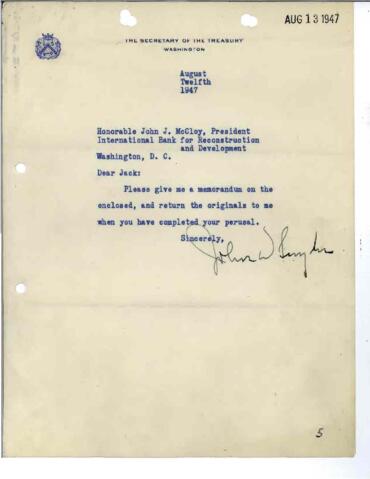 AUG 13 1947
THE SECRETARY OF THE TREASURY
WASHINGTON
August
Twelfth
1947
Honorable John J. McCloy, President
International Bank for Reconstruction
and Development
Washington, D. C.
Dear Jack:
Please give me a memorandum on the
enclosed, and return the originals to me
when you have completed your perusal.
Sincerely,
John W Snyder
5